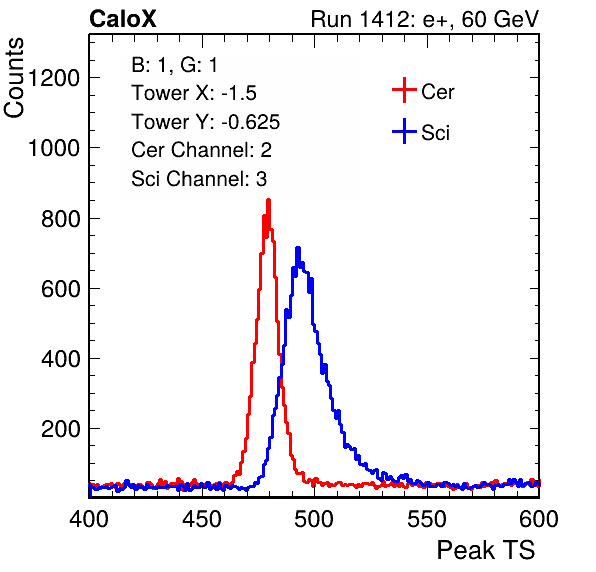 CaloX Run 1412: e+, 60 GeV
Counts
B: 1, G: 1
Tower X: -1.5
Tower Y: -0.625
Cer Channel: 2
Sci Channel: 3
Cer
Sci
1200
1000
800
600
400
200
400 450 500 550 600
Peak TS